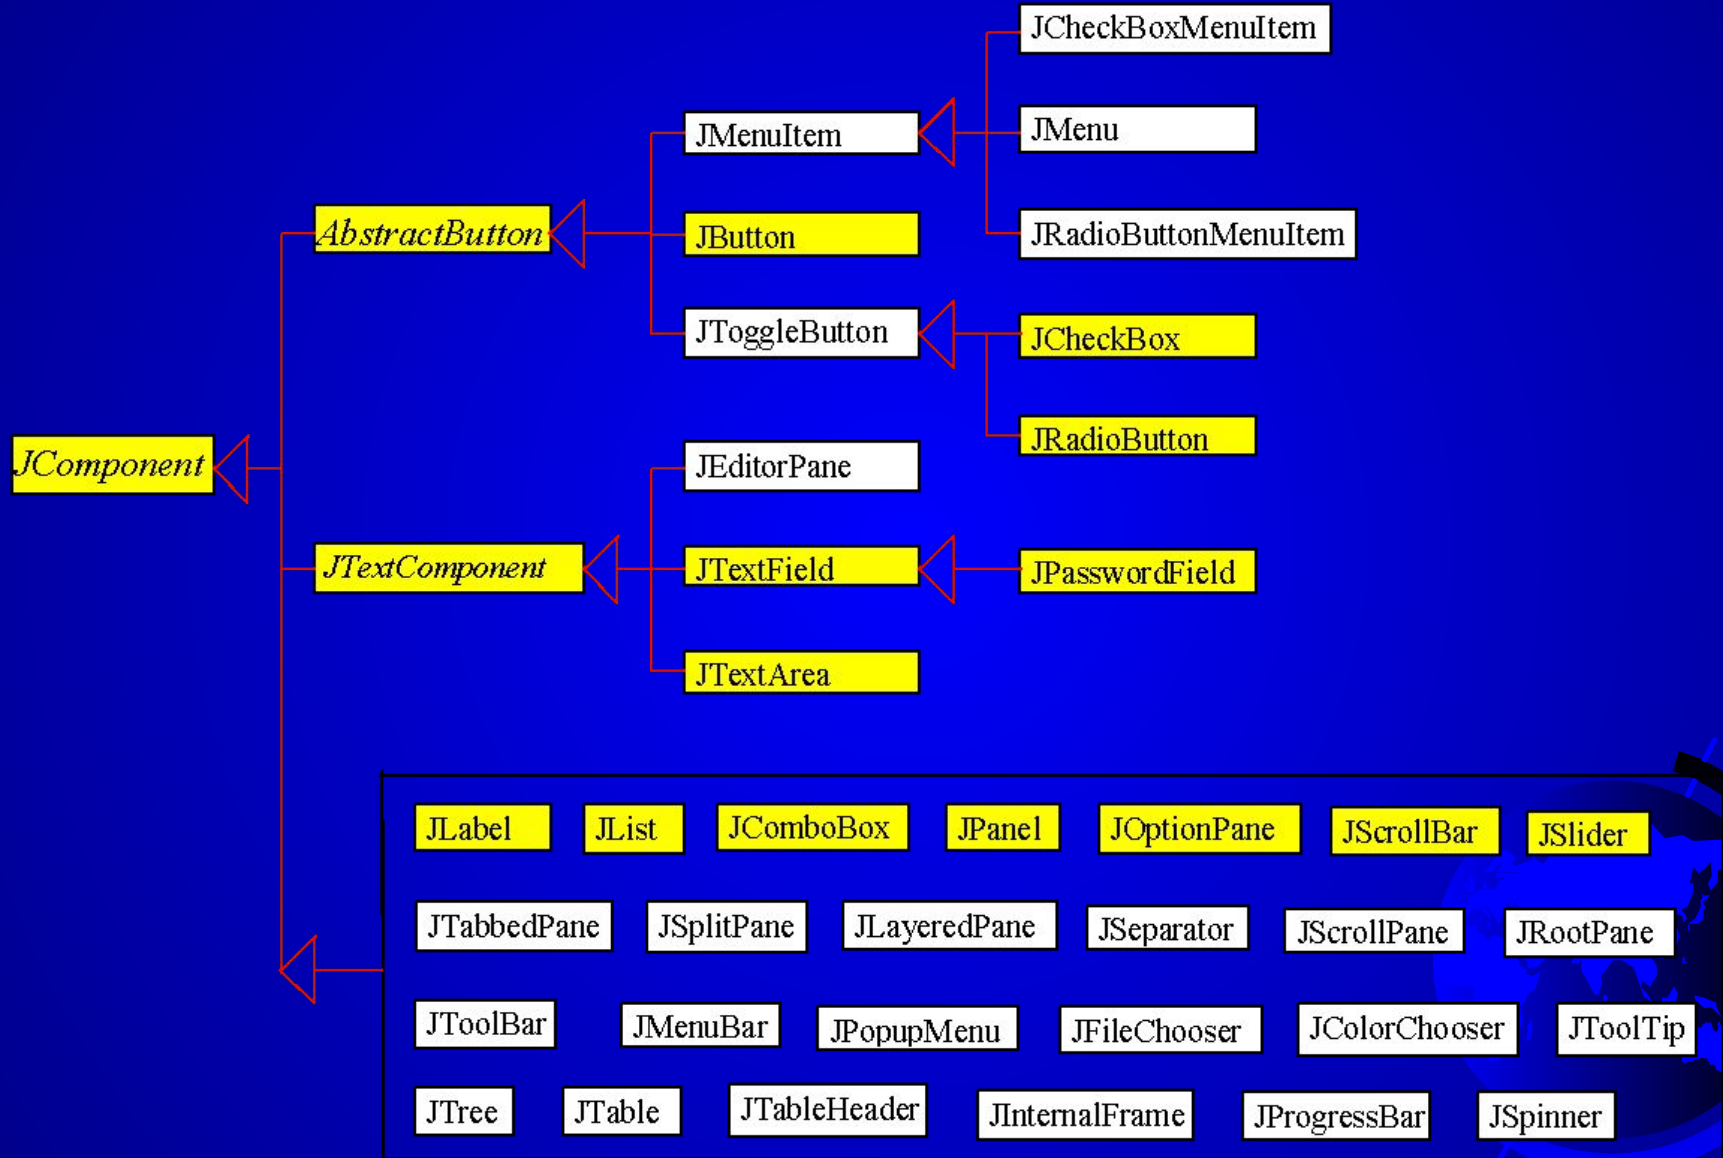 JCheckBoxMenuItem
JMenuItem
JMenu
AbstractButton
JButton
JRadioButtonMenuItem
JToggleButton
JCheckBox
JRadioButton
JComponent
JEditorPane
JTextComponent
JTextField
JPasswordField
JTextArea
JLabel JList JComboBox JPanel JOptionPane JScrollBar JSlider
JTabbedPane JSplitPane JLayeredPane JSeparator JScrollPane JRootPane
JToolBar JMenuBar JPopupMenu JFileChooser JColorChooser JToolTip
JTree JTable JTableHeader JInternalFrame JProgressBar JSpinner